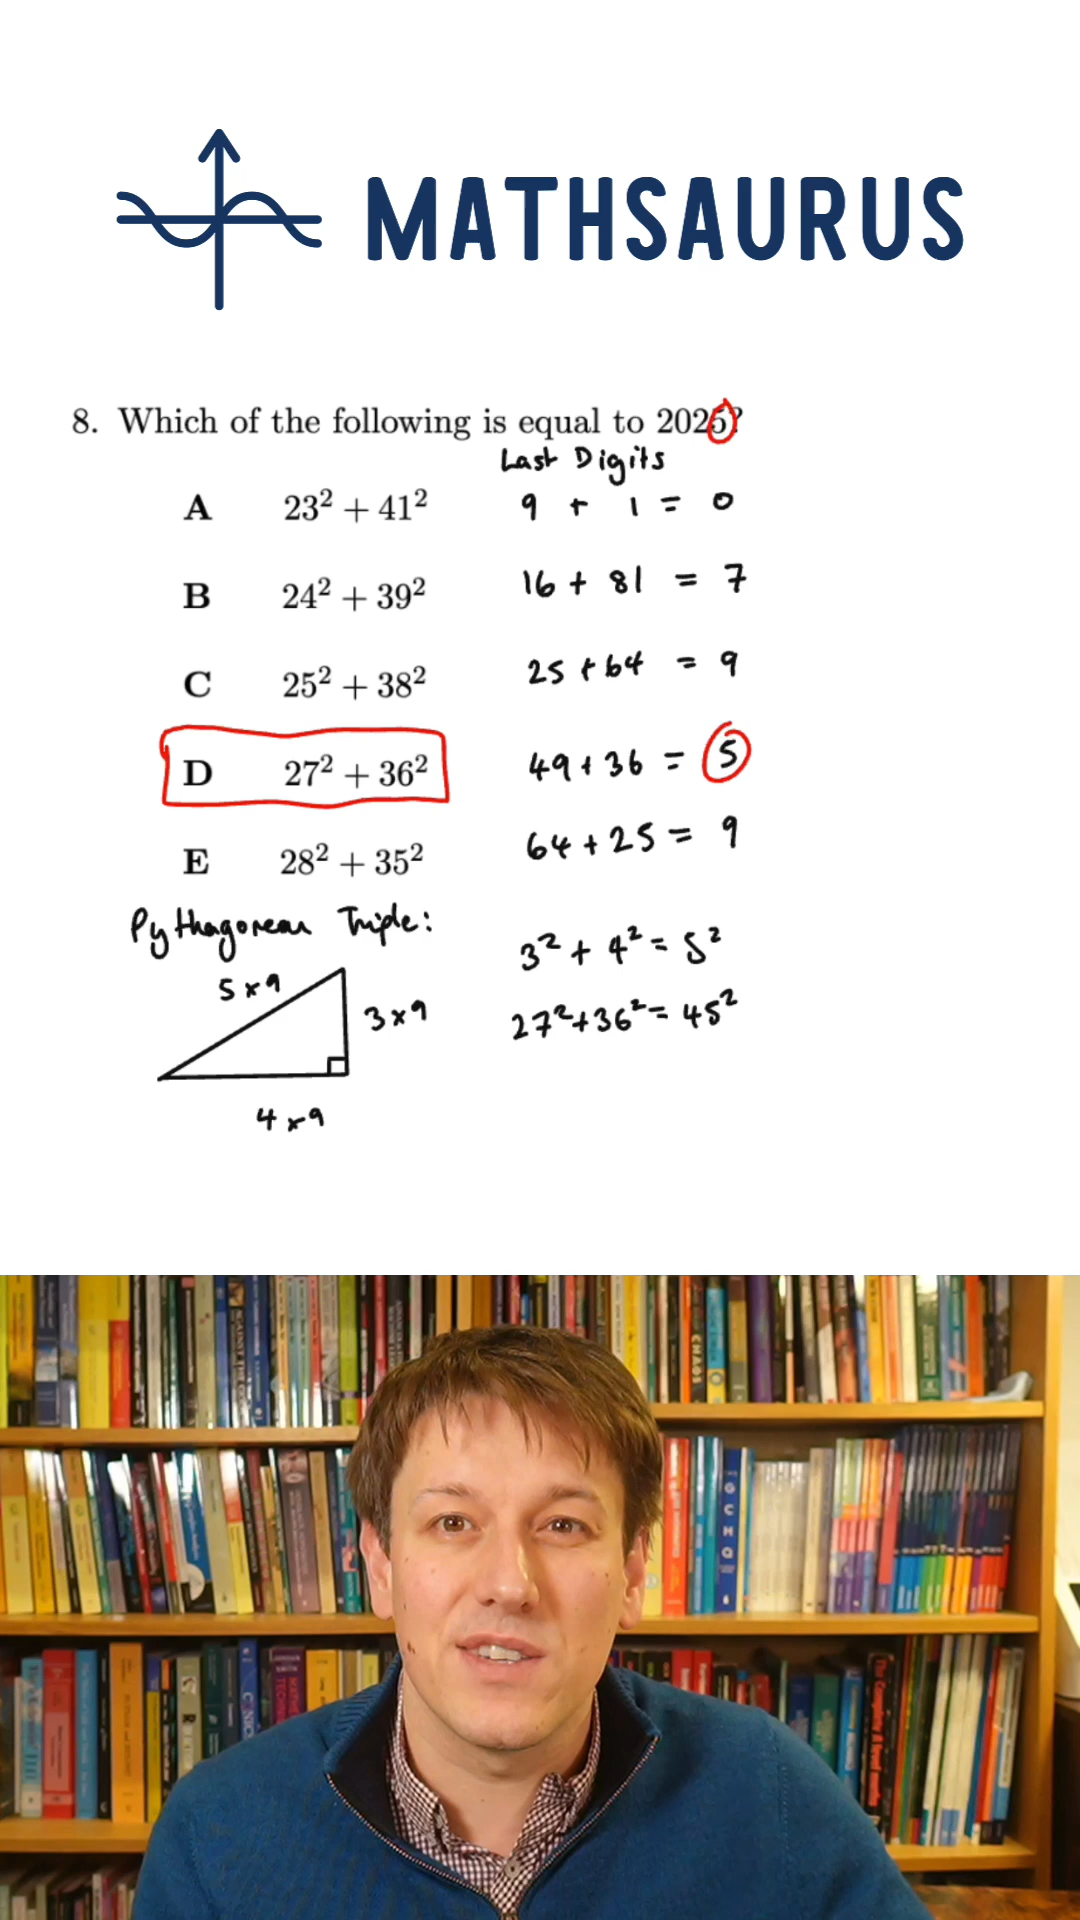 MATHSAURUS
8. Which of the following is equal to 2025?
Last Digits
A 23² + 41² 9 + 1 = 0
B 24² + 39² 16 + 81 = 7
C 25² + 38² 25 + 64 = 9
D 27² + 36² 49 + 36 = 5
E 28² + 35² 64 + 25 = 9
Pythagorean Triple:
3² + 4² = 5²
5 × 9
3 × 9
27² + 36² = 45²
4 × 9
CHAOS